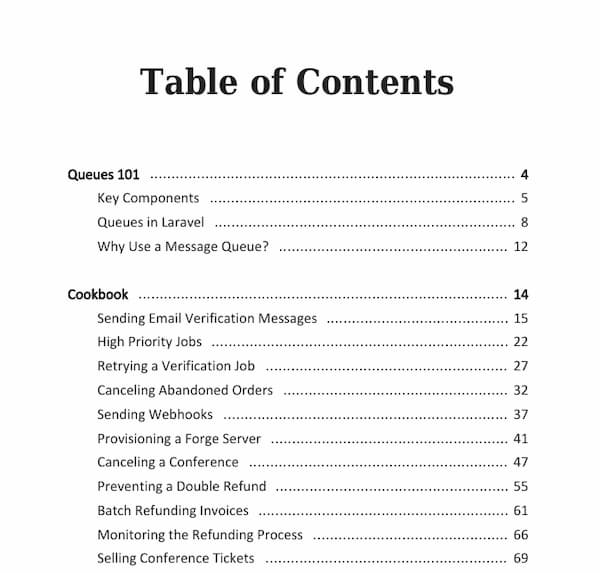 Table of Contents
Queues 101 ........................................................................ 4
Key Components ............................................................ 5
Queues in Laravel ........................................................... 8
Why Use a Message Queue? ............................................. 12
Cookbook ......................................................................... 14
Sending Email Verification Messages .................................... 15
High Priority Jobs ........................................................... 22
Retrying a Verification Job ................................................ 27
Canceling Abandoned Orders ............................................ 32
Sending Webhooks ......................................................... 37
Provisioning a Forge Server ............................................... 41
Canceling a Conference ................................................... 47
Preventing a Double Refund .............................................. 55
Batch Refunding Invoices ................................................. 61
Monitoring the Refunding Process ....................................... 66
Selling Conference Tickets ................................................ 69